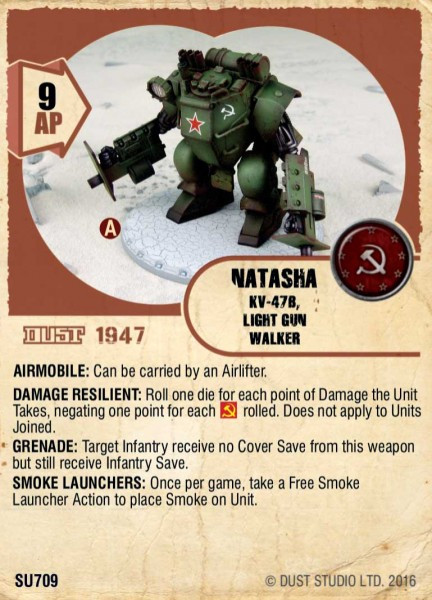 9
AP
A
NATASHA
KV-47B,
LIGHT GUN
WALKER
DUST 1947
AIRMOBILE: Can be carried by an Airlifter.
DAMAGE RESILIENT: Roll one die for each point of Damage the Unit
Takes, negating one point for each rolled. Does not apply to Units
Joined.
GRENADE: Target Infantry receive no Cover Save from this weapon
but still receive Infantry Save.
SMOKE LAUNCHERS: Once per game, take a Free Smoke
Launcher Action to place Smoke on Unit.
SU709
© DUST STUDIO LTD. 2016